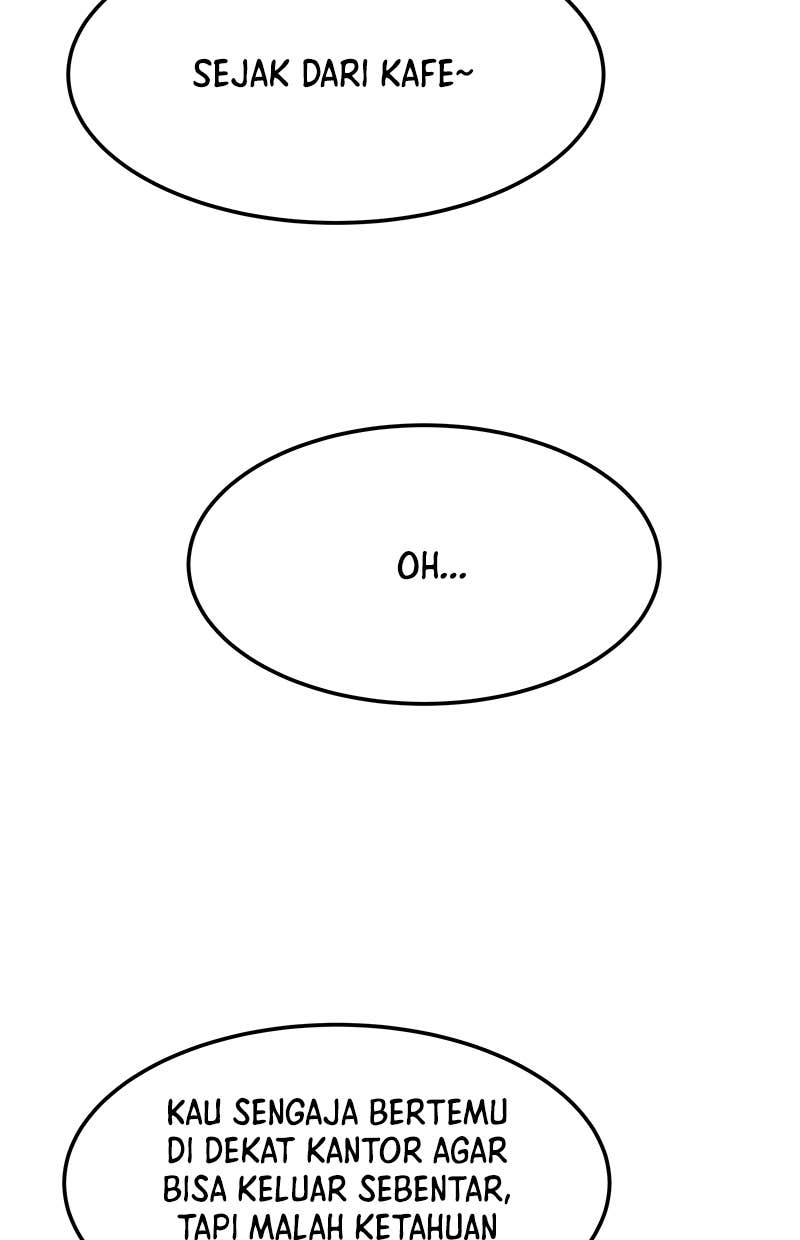 SEJAK DARI KAFE~
OH...
KAU SENGAJA BERTEMU
DI DEKAT KANTOR AGAR
BISA KELUAR SEBENTAR,
TAPI MALAH KETAHUAN